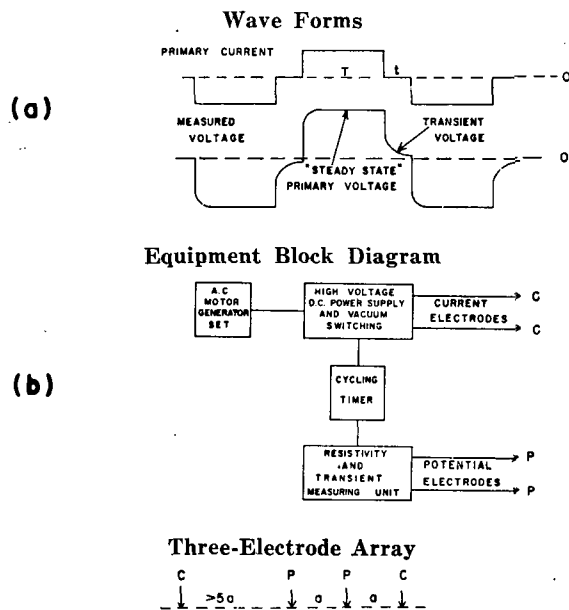 Wave Forms
PRIMARY CURRENT
T
t
O
(a)
MEASURED VOLTAGE
TRANSIENT VOLTAGE
O
"STEADY STATE"
PRIMARY VOLTAGE
Equipment Block Diagram
A.C
MOTOR
GENERATOR
SET
HIGH VOLTAGE
D.C. POWER SUPPLY
AND VACUUM
SWITCHING
CURRENT
ELECTRODES
C
C
(b)
CYCLING
TIMER
RESISTIVITY
AND
TRANSIENT
MEASURING UNIT
POTENTIAL
ELECTRODES
P
P
Three-Electrode Array
C P P C
>5a a a